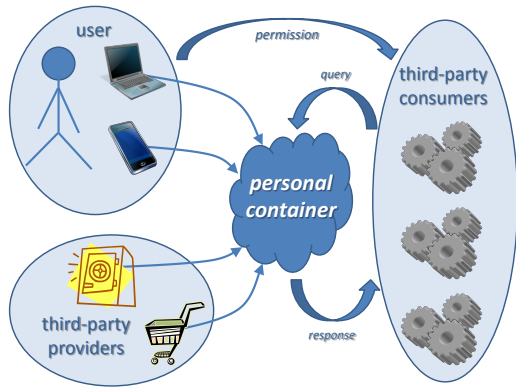 user
permission
query
third-party
consumers
personal
container
third-party
providers
response